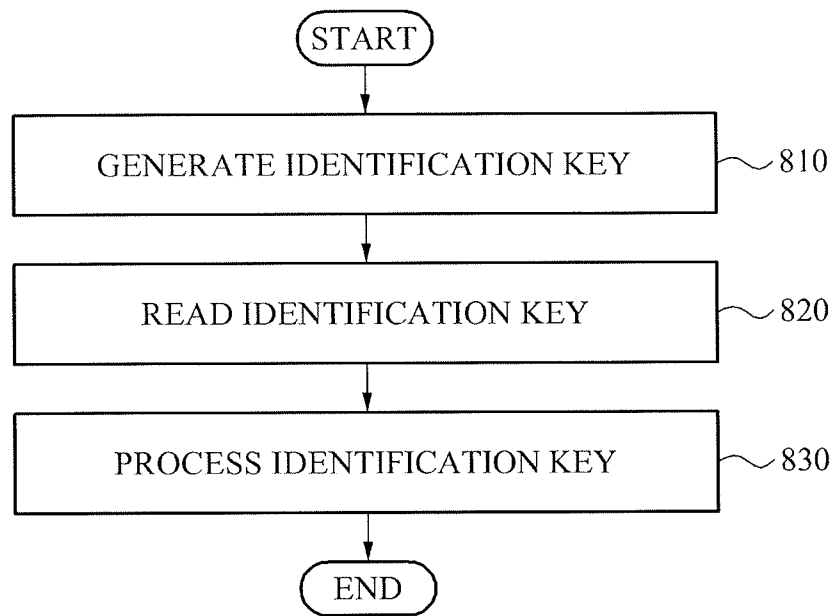 START
GENERATE IDENTIFICATION KEY
810
READ IDENTIFICATION KEY
820
PROCESS IDENTIFICATION KEY
830
END